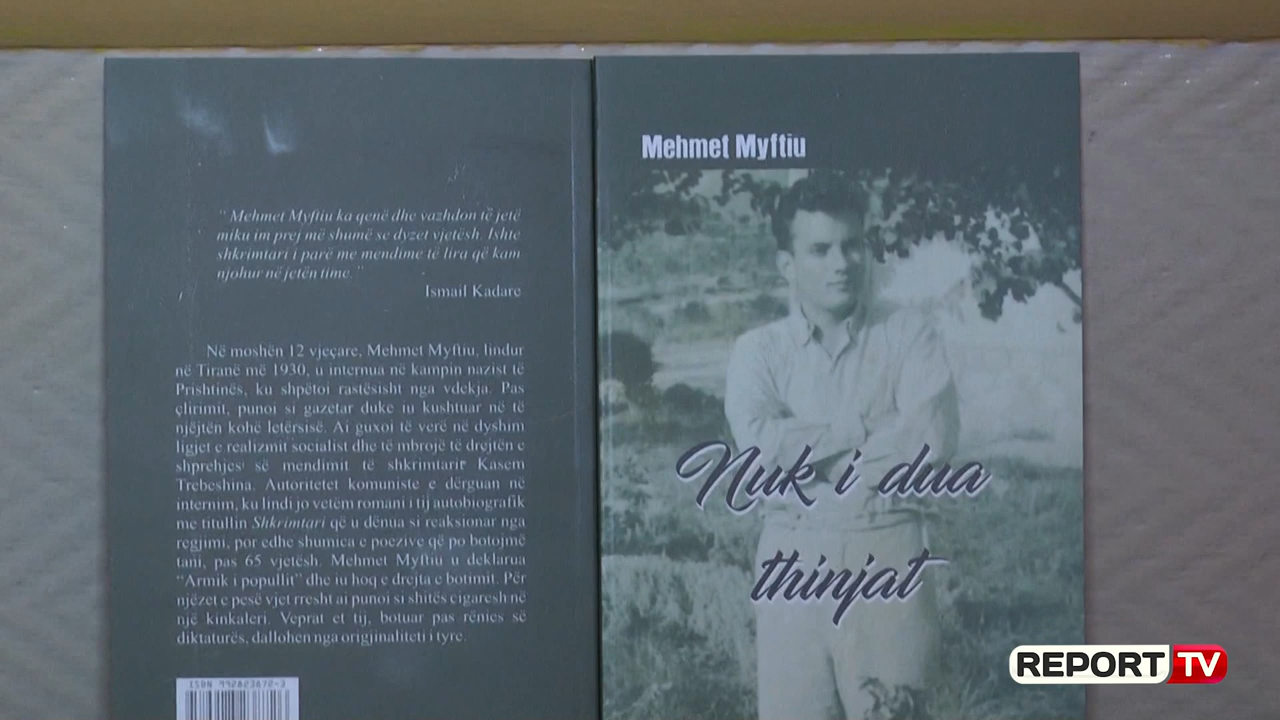 " Mehmet Myftiu ka qenë dhe vazhdon të jetë
miku im prej më shumë se dyzet vjetësh. Ishte
shkrimtari i parë me mendime të lira që kam
njohur në jetën time. "
Ismail Kadare
Në moshën 12 vjeçare, Mehmet Myftiu, lindur
në Tiranë më 1930, u internua në kampin nazist të
Prishtinës, ku shpëtoi rastësisht nga vdekja. Pas
çlirimit, punoi si gazetar duke iu kushtuar në të
njëjtën kohë letërsisë. Ai guxoi të verë në dyshim
ligjet e realizmit socialist dhe të mbrojë të drejtën e
shprehjes së mendimit të shkrimtarit Kasem
Trebeshina. Autoritetet komuniste e dërguan në
internim, ku lindi jo vetëm romani i tij autobiografik
me titullin Shkrimtari që u dënua si reaksionar nga
regjimi, por edhe shumica e poezive që po botojmë
tani, pas 65 vjetësh. Mehmet Myftiu u deklarua
"Armik i popullit" dhe iu hoq e drejta e botimit. Për
njëzet e pesë vjet rresht ai punoi si shitës cigaresh në
një kinkaleri. Veprat et tij, botuar pas rënies së
diktaturës, dallohen nga origjinaliteti i tyre.
ISBN 992823672-3
Mehmet Myftiu
Nuk i dua
thinjat
REPORT TV